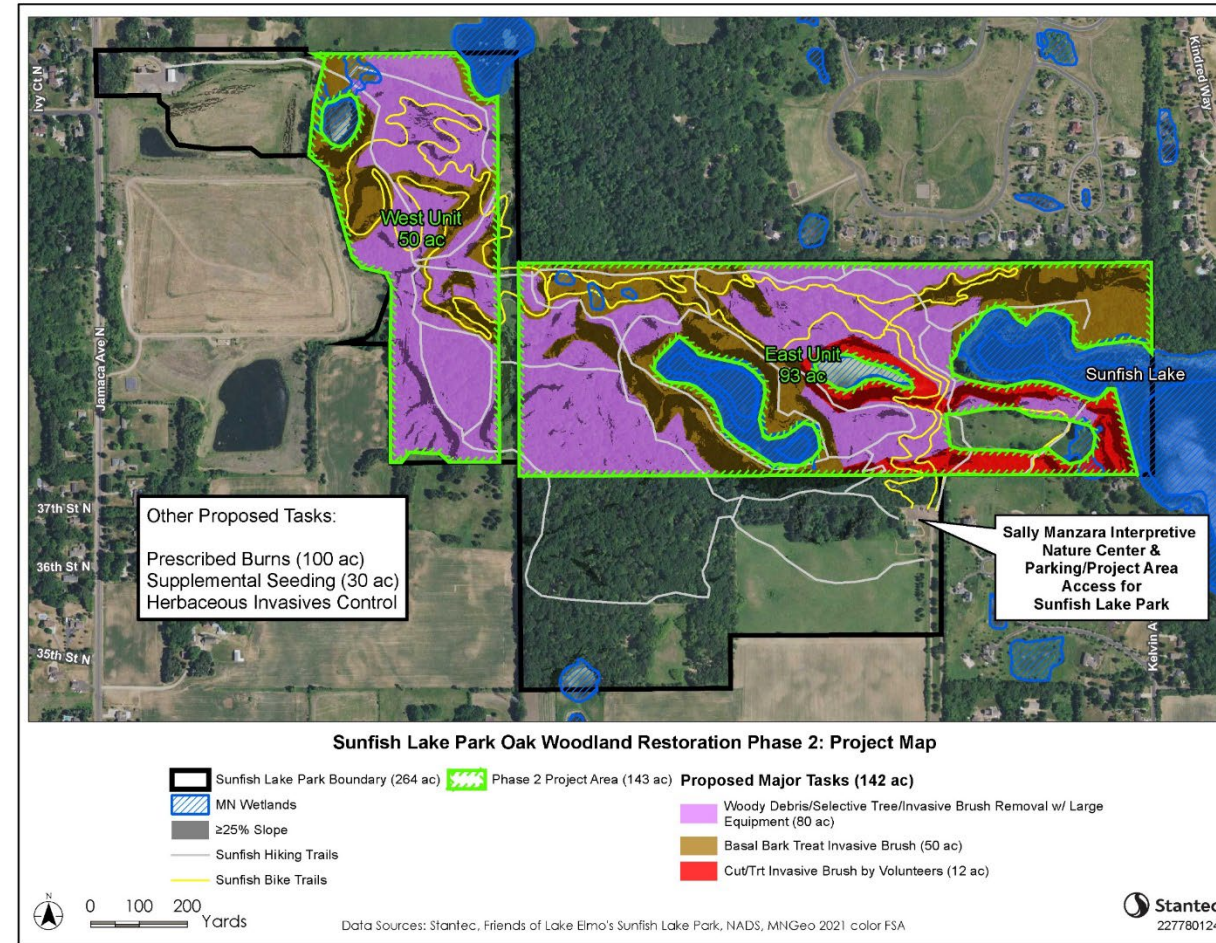 Ivy Ct N
Kindred Way
West Unit
50 ac
East Unit
93 ac
Sunfish Lake
Jamaca Ave N
37th St N
36th St N
35th St N
Other Proposed Tasks:
Prescribed Burns (100 ac)
Supplemental Seeding (30 ac)
Herbaceous Invasives Control
Sally Manzara Interpretive
Nature Center &
Parking/Project Area
Access for
Sunfish Lake Park
Kelvin A
Sunfish Lake Park Oak Woodland Restoration Phase 2: Project Map
Sunfish Lake Park Boundary (264 ac)
MN Wetlands
≥25% Slope
Sunfish Hiking Trails
Sunfish Bike Trails
Phase 2 Project Area (143 ac)
Proposed Major Tasks (142 ac)
Woody Debris/Selective Tree/Invasive Brush Removal w/ Large
Equipment (80 ac)
Basal Bark Treat Invasive Brush (50 ac)
Cut/Trt Invasive Brush by Volunteers (12 ac)
N
0 100 200 Yards
Data Sources: Stantec, Friends of Lake Elmo's Sunfish Lake Park, NADS, MNGeo 2021 color FSA
Stantec
227780124